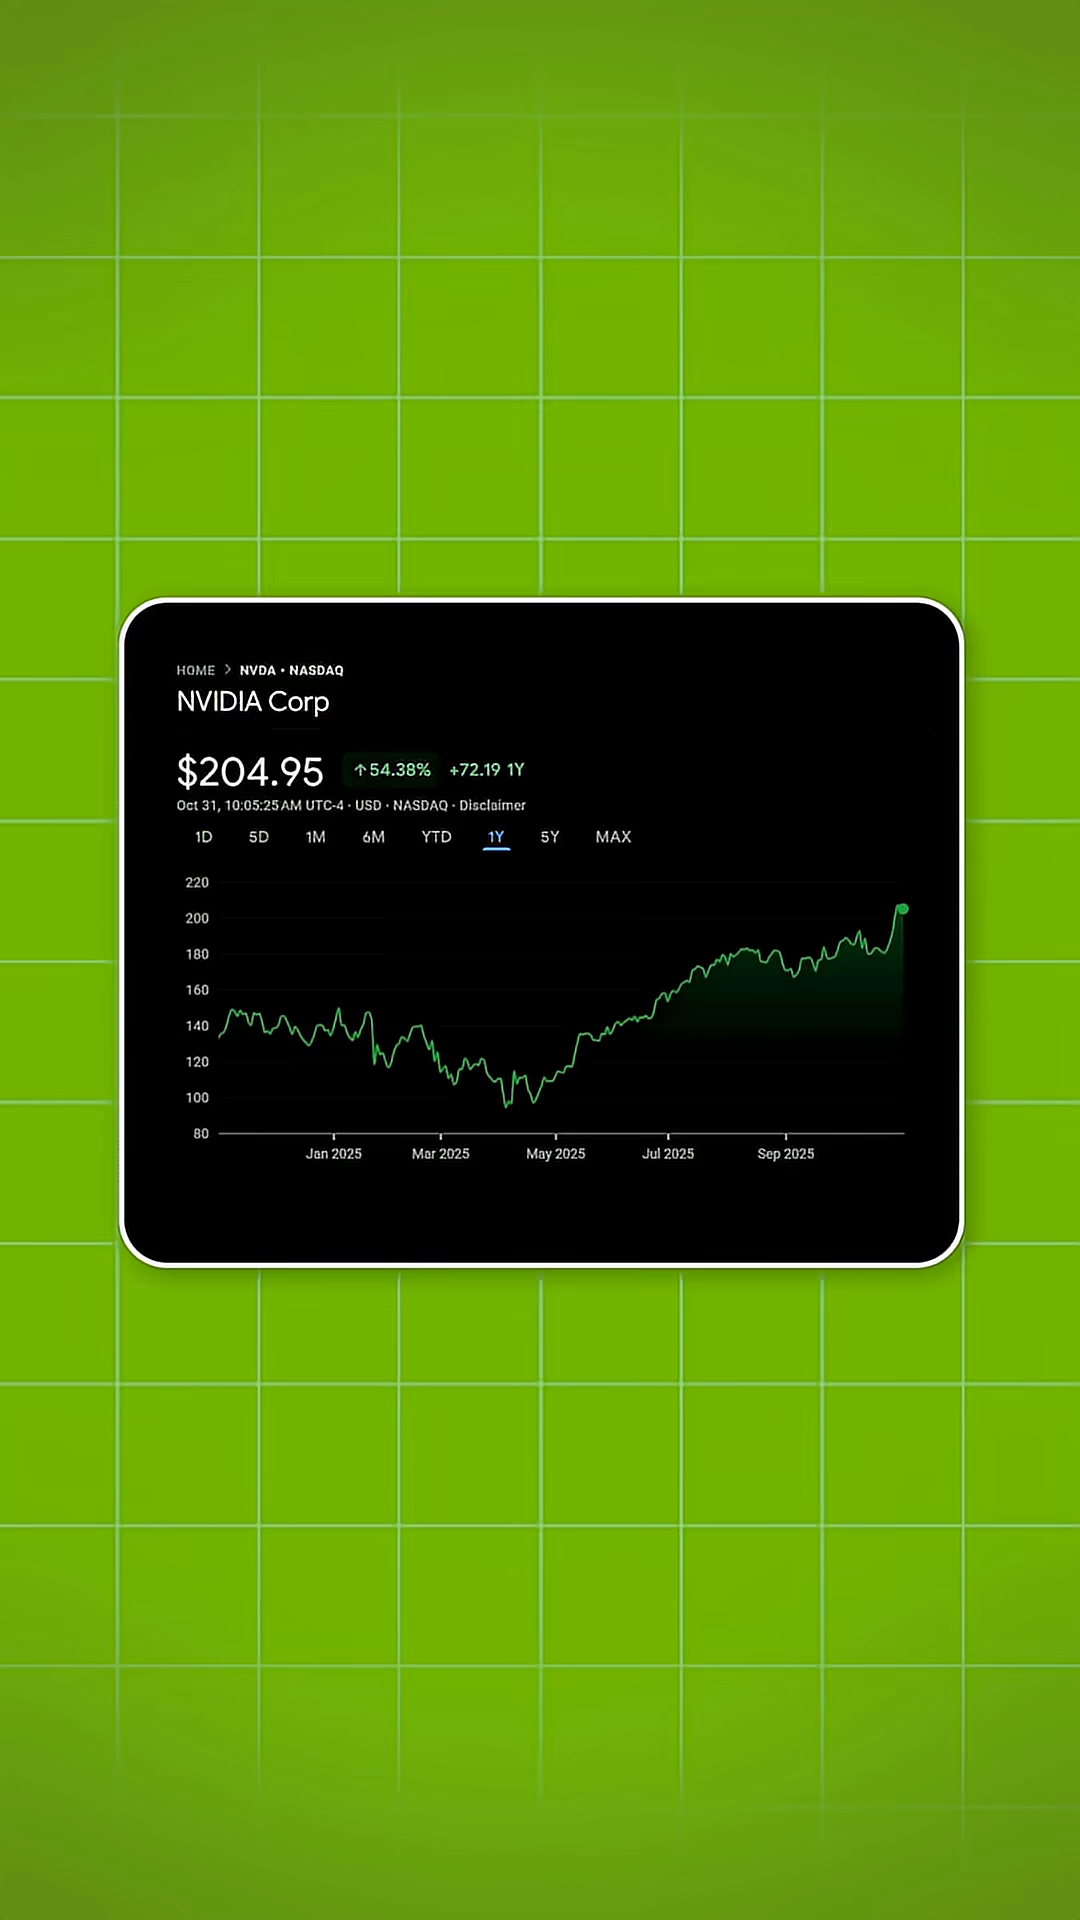 HOME > NVDA • NASDAQ
NVIDIA Corp
$204.95 ↑54.38% +72.19 1Y
Oct 31, 10:05:25 AM UTC-4 · USD · NASDAQ · Disclaimer
1D 5D 1M 6M YTD 1Y 5Y MAX
220
200
180
160
140
120
100
80
Jan 2025 Mar 2025 May 2025 Jul 2025 Sep 2025